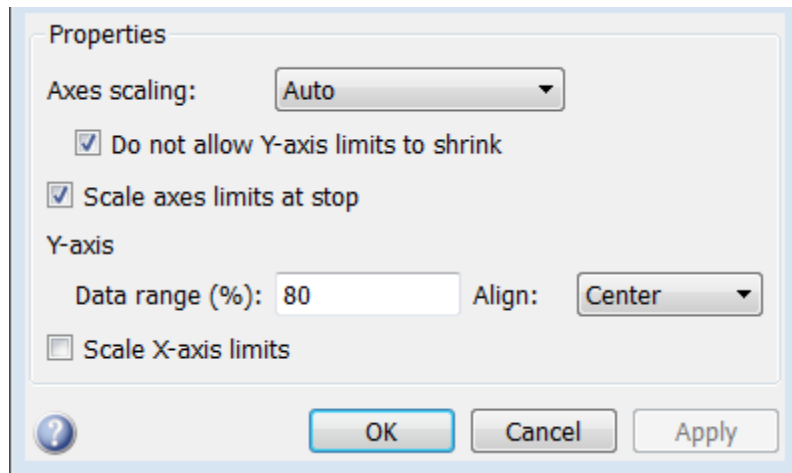 Properties
Axes scaling: Auto
Do not allow Y-axis limits to shrink
Scale axes limits at stop
Y-axis
Data range (%): 80 Align: Center
Scale X-axis limits
? OK Cancel Apply